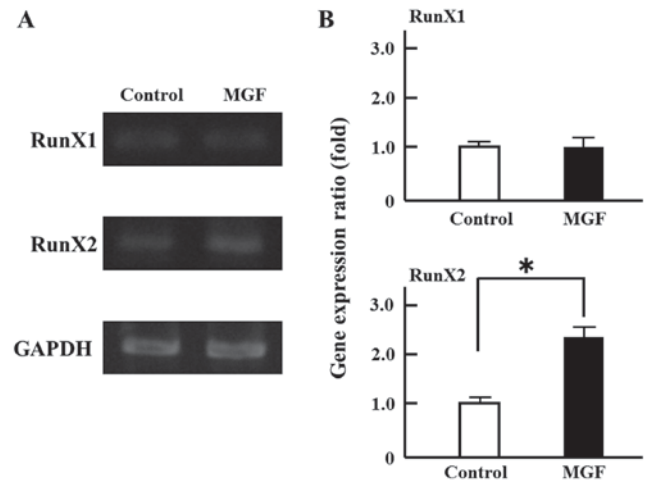 A
Control MGF
RunX1
RunX2
GAPDH
B
Gene expression ratio (fold)
RunX1
3.0
2.0
1.0
0
Control MGF
RunX2
*
3.0
2.0
1.0
0
Control MGF